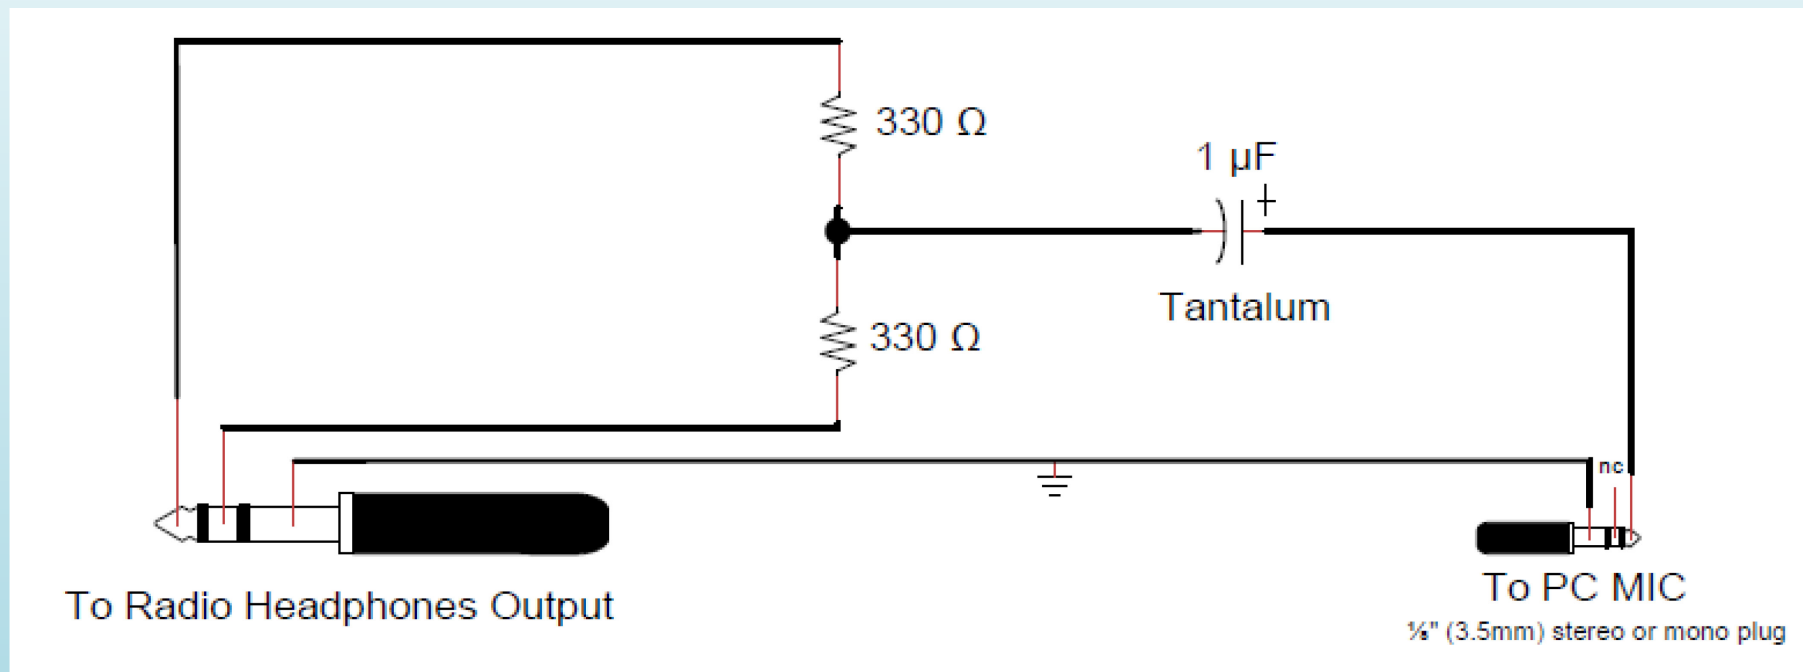 330 Ω
1 µF
+
Tantalum
330 Ω
nc
To Radio Headphones Output
To PC MIC
⅛" (3.5mm) stereo or mono plug